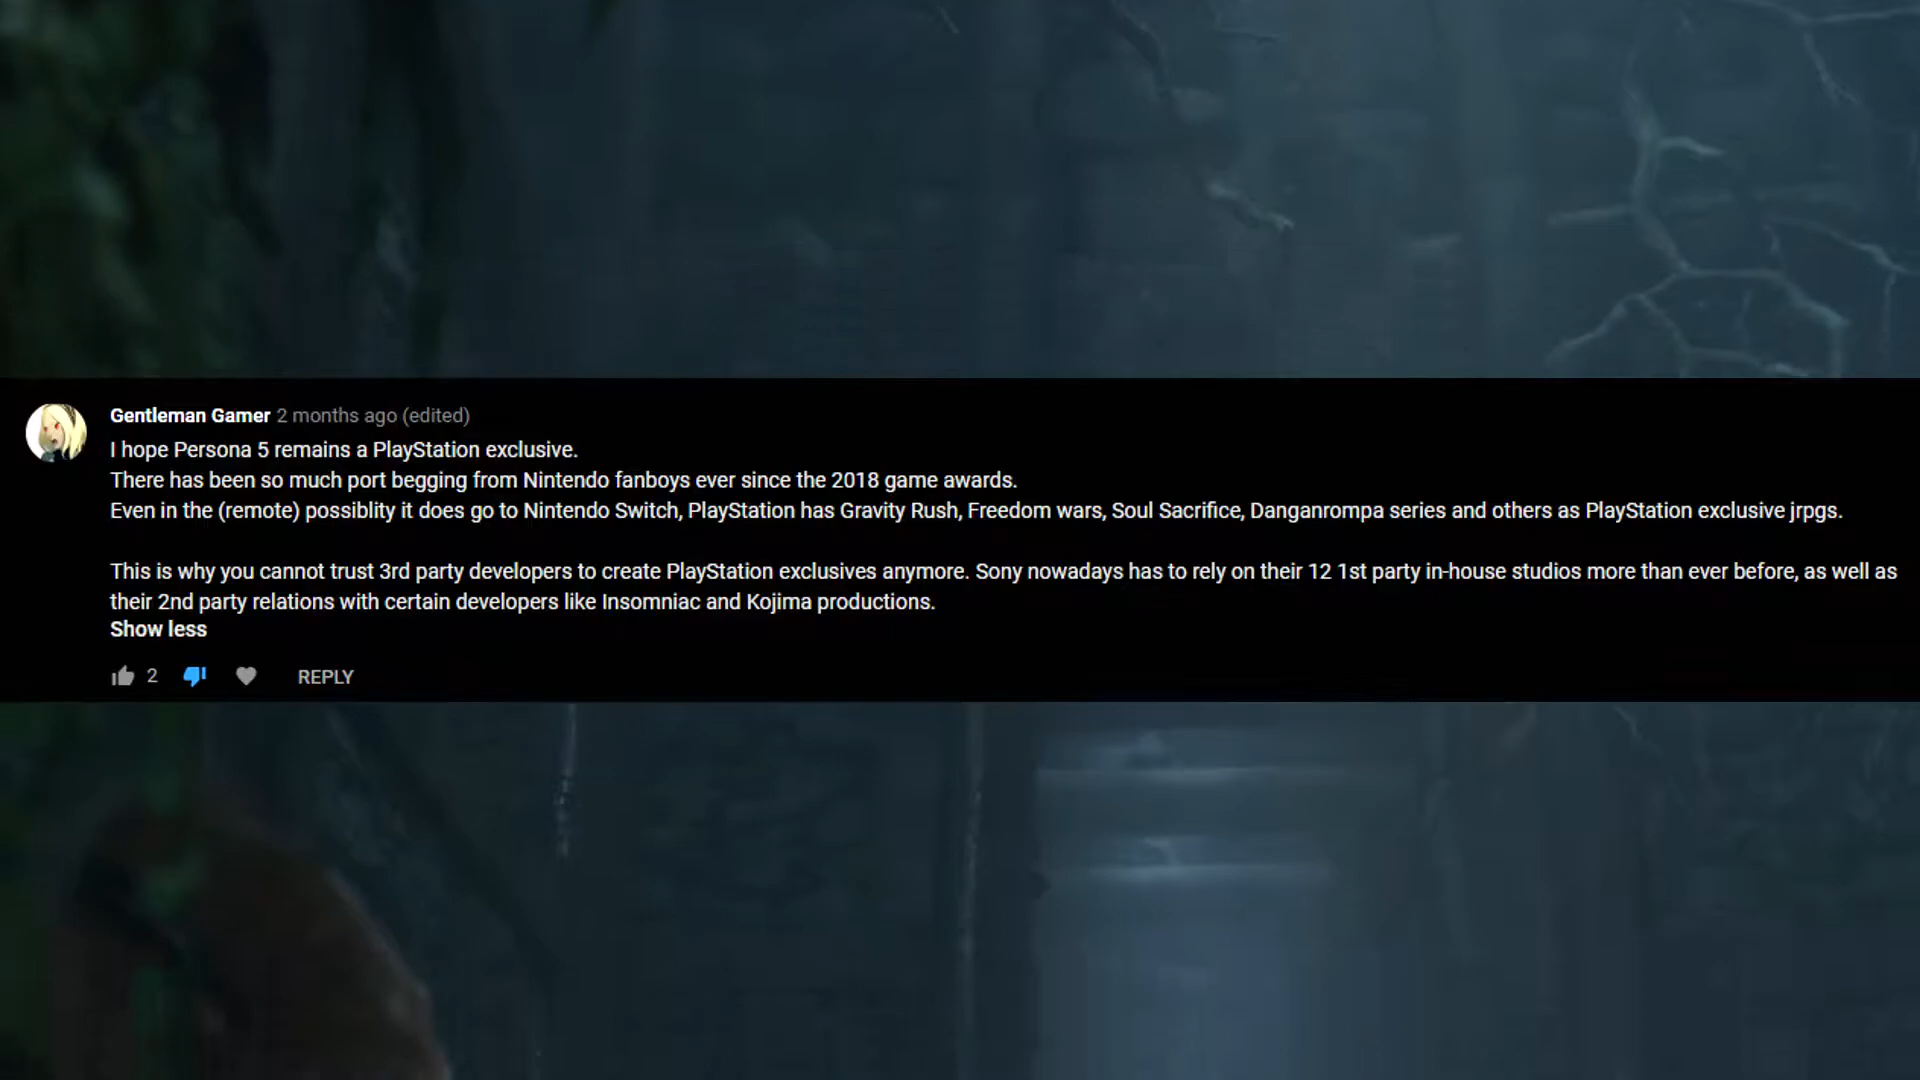 Gentleman Gamer 2 months ago (edited)
I hope Persona 5 remains a PlayStation exclusive.
There has been so much port begging from Nintendo fanboys ever since the 2018 game awards.
Even in the (remote) possiblity it does go to Nintendo Switch, PlayStation has Gravity Rush, Freedom wars, Soul Sacrifice, Danganrompa series and others as PlayStation exclusive jrpgs.
This is why you cannot trust 3rd party developers to create PlayStation exclusives anymore. Sony nowadays has to rely on their 12 1st party in-house studios more than ever before, as well as
their 2nd party relations with certain developers like Insomniac and Kojima productions.
Show less
2 REPLY